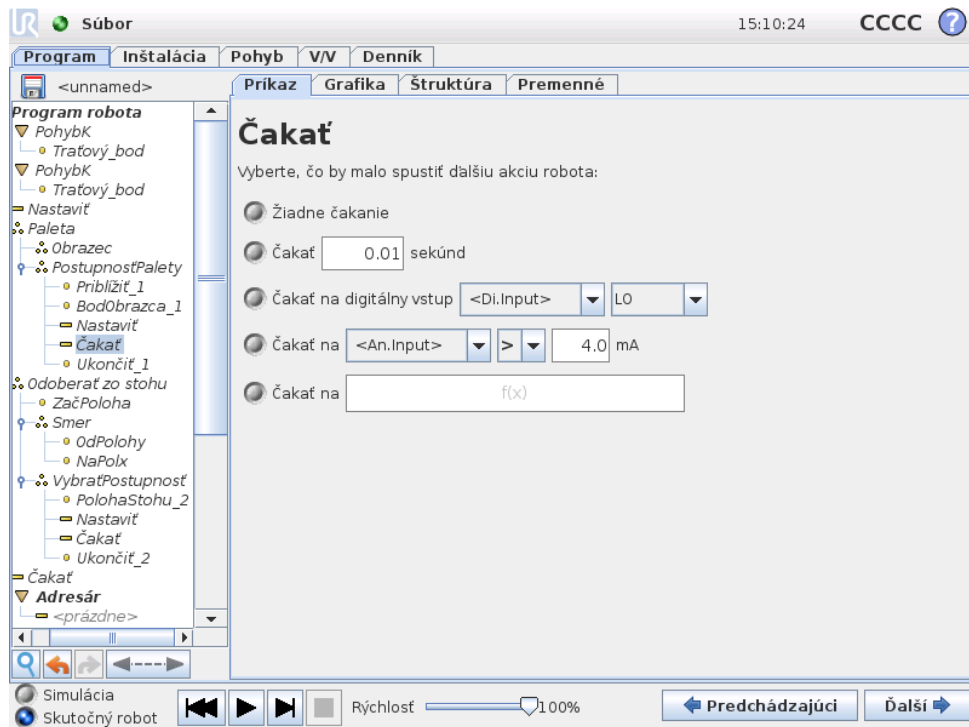 UR Súbor 15:10:24 CCCC ?
Program Inštalácia Pohyb V/V Denník
<unnamed>
Príkaz Grafika Štruktúra Premenné
Program robota
PohybK
Traťový_bod
PohybK
Traťový_bod
Nastaviť
Paleta
Obrazec
PostupnosťPalety
Priblížiť_1
BodObrazca_1
Nastaviť
Čakať
Ukončiť_1
Odoberať zo stohu
ZačPoloha
Smer
OdPolohy
NaPolx
VybraťPostupnosť
PolohaStohu_2
Nastaviť
Čakať
Ukončiť_2
Čakať
Adresár
<prázdne>
Čakať
Vyberte, čo by malo spustiť ďalšiu akciu robota:
Žiadne čakanie
Čakať 0.01 sekúnd
Čakať na digitálny vstup <Di.Input> LO
Čakať na <An.Input> > 4.0 mA
Čakať na f(x)
Simulácia
Skutočný robot
Rýchlosť 100%
Predchádzajúci Ďalší